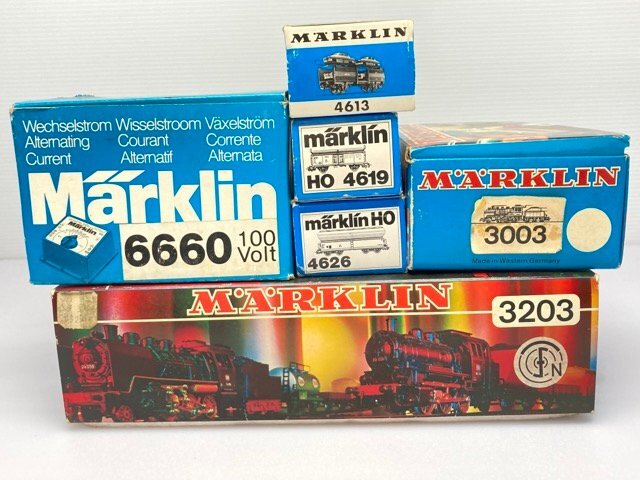 MÄRKLIN
4613
Wechselstrom Wisselstroom Växelström
Alternating Courant Corrente
Current Alternatif Alternata
Märklin
Märklin
6660 100 Volt
märklin
HO 4619
märklin HO
4626
MÄRKLIN
3003
Made in Western Germany
MÄRKLIN
3203